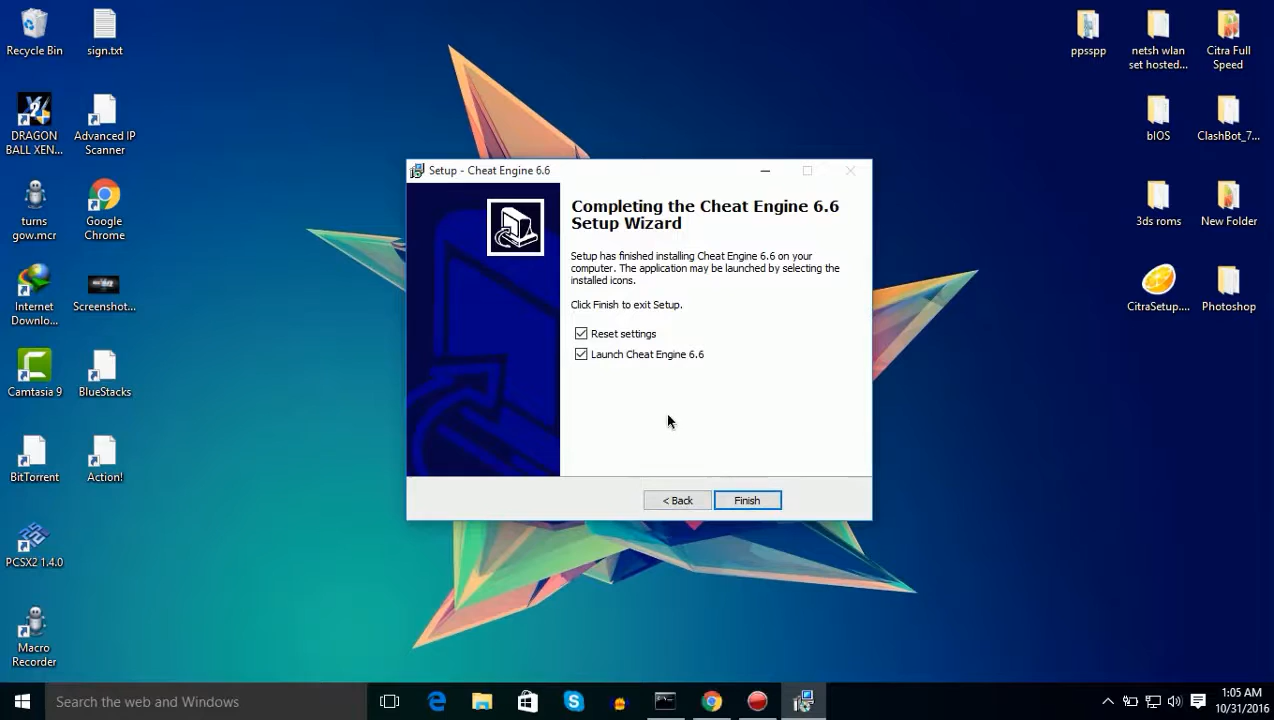 Recycle Bin
sign.txt
DRAGON
BALL XEN...
Advanced IP
Scanner
turns
gow.mcr
Google
Chrome
Internet
Downlo...
Screenshot...
Camtasia 9
BlueStacks
BitTorrent
Action!
PCSX2 1.4.0
Macro
Recorder
Setup - Cheat Engine 6.6
Completing the Cheat Engine 6.6
Setup Wizard
Setup has finished installing Cheat Engine 6.6 on your
computer. The application may be launched by selecting the
installed icons.
Click Finish to exit Setup.
Reset settings
Launch Cheat Engine 6.6
< Back
Finish
ppsspp
netsh wlan
set hosted...
Citra Full
Speed
bIOS
ClashBot_7...
3ds roms
New Folder
CitraSetup....
Photoshop
Search the web and Windows
1:05 AM
10/31/2016